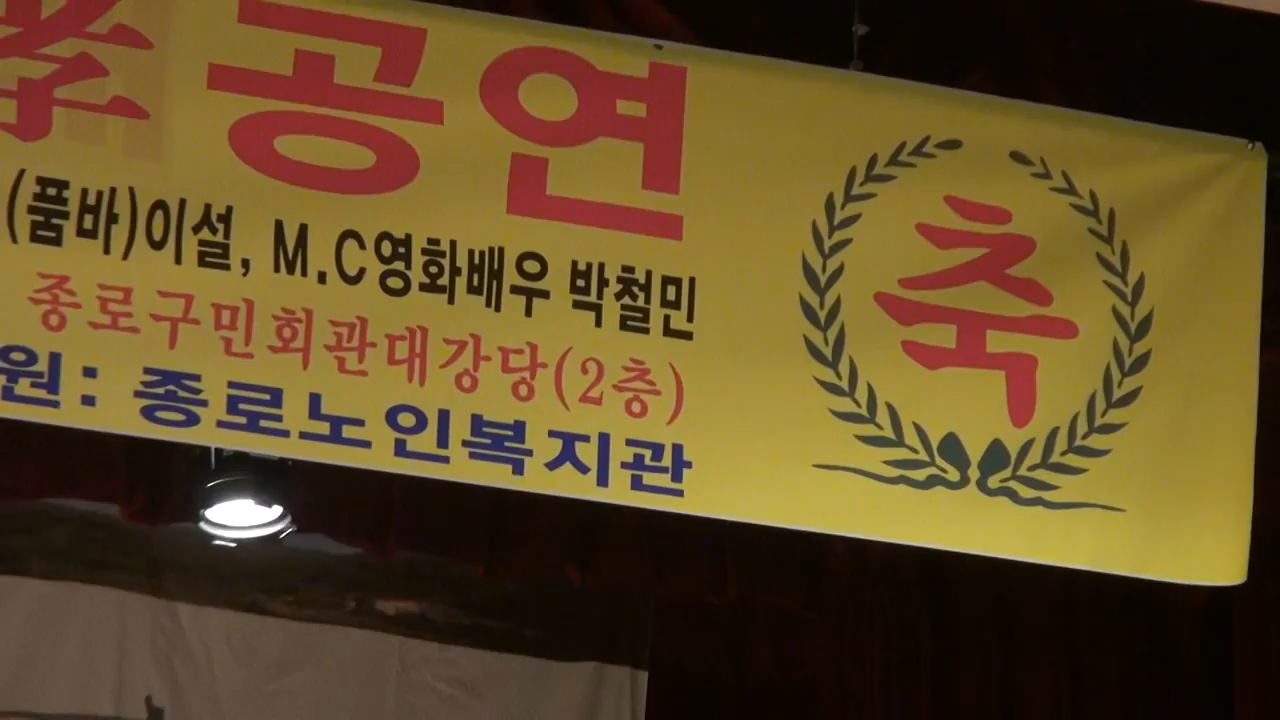 孝공연
(품바)이설, M.C영화배우 박철민
종로구민회관대강당(2층)
원: 종로노인복지관
축